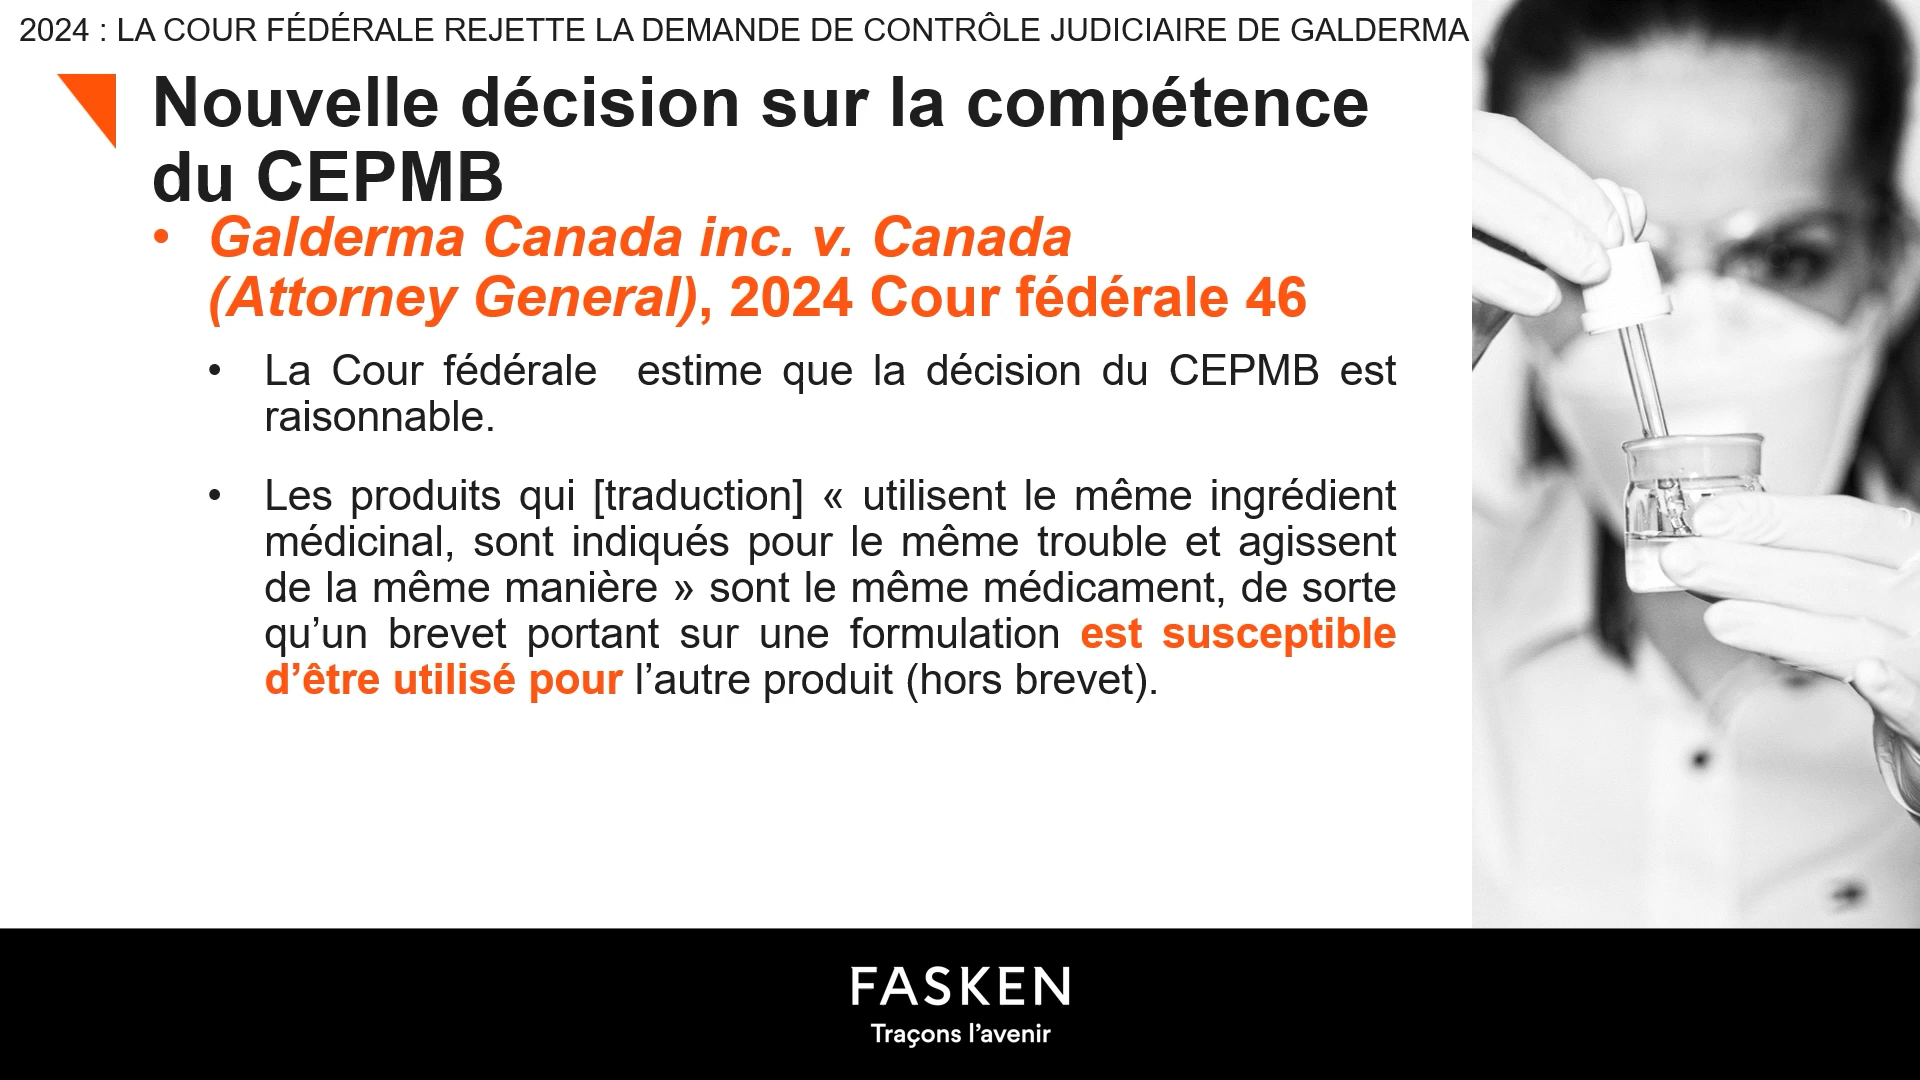 2024 : LA COUR FÉDÉRALE REJETTE LA DEMANDE DE CONTRÔLE JUDICIAIRE DE GALDERMA
Nouvelle décision sur la compétence
du CEPMB
• Galderma Canada inc. v. Canada
(Attorney General), 2024 Cour fédérale 46
• La Cour fédérale estime que la décision du CEPMB est
raisonnable.
• Les produits qui [traduction] « utilisent le même ingrédient
médicinal, sont indiqués pour le même trouble et agissent
de la même manière » sont le même médicament, de sorte
qu’un brevet portant sur une formulation est susceptible
d’être utilisé pour l’autre produit (hors brevet).
FASKEN
Traçons l’avenir